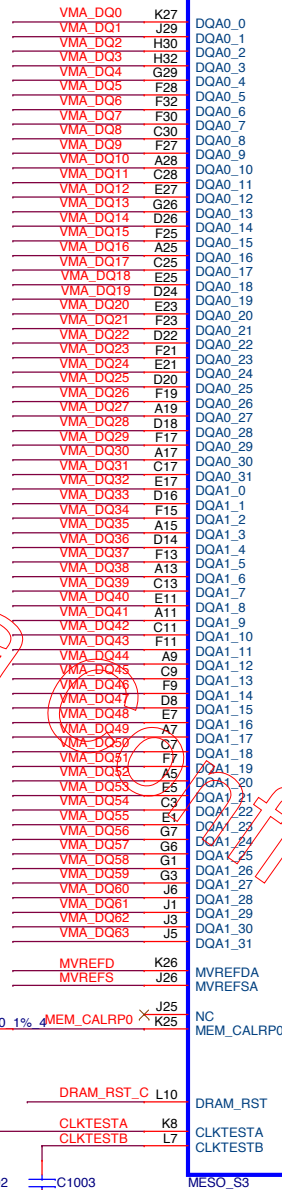 VMA_DQ0 K27 DQA0_0
VMA_DQ1 J29 DQA0_1
VMA_DQ2 H30 DQA0_2
VMA_DQ3 H32 DQA0_3
VMA_DQ4 G29 DQA0_4
VMA_DQ5 F28 DQA0_5
VMA_DQ6 F32 DQA0_6
VMA_DQ7 F30 DQA0_7
VMA_DQ8 C30 DQA0_8
VMA_DQ9 F27 DQA0_9
VMA_DQ10 A28 DQA0_10
VMA_DQ11 C28 DQA0_11
VMA_DQ12 E27 DQA0_12
VMA_DQ13 G26 DQA0_13
VMA_DQ14 D26 DQA0_14
VMA_DQ15 F25 DQA0_15
VMA_DQ16 A25 DQA0_16
VMA_DQ17 C25 DQA0_17
VMA_DQ18 E25 DQA0_18
VMA_DQ19 D24 DQA0_19
VMA_DQ20 E23 DQA0_20
VMA_DQ21 F23 DQA0_21
VMA_DQ22 D22 DQA0_22
VMA_DQ23 F21 DQA0_23
VMA_DQ24 E21 DQA0_24
VMA_DQ25 D20 DQA0_25
VMA_DQ26 F19 DQA0_26
VMA_DQ27 A19 DQA0_27
VMA_DQ28 D18 DQA0_28
VMA_DQ29 F17 DQA0_29
VMA_DQ30 A17 DQA0_30
VMA_DQ31 C17 DQA0_31
VMA_DQ32 E17 DQA1_0
VMA_DQ33 D16 DQA1_1
VMA_DQ34 F15 DQA1_2
VMA_DQ35 A15 DQA1_3
VMA_DQ36 D14 DQA1_4
VMA_DQ37 F13 DQA1_5
VMA_DQ38 A13 DQA1_6
VMA_DQ39 C13 DQA1_7
VMA_DQ40 E11 DQA1_8
VMA_DQ41 A11 DQA1_9
VMA_DQ42 C11 DQA1_10
VMA_DQ43 F11 DQA1_11
VMA_DQ44 A9 DQA1_12
VMA_DQ45 C9 DQA1_13
VMA_DQ46 F9 DQA1_14
VMA_DQ47 D8 DQA1_15
VMA_DQ48 E7 DQA1_16
VMA_DQ49 A7 DQA1_17
VMA_DQ50 C7 DQA1_18
VMA_DQ51 F7 DQA1_19
VMA_DQ52 A5 DQA1_20
VMA_DQ53 E5 DQA1_21
VMA_DQ54 C3 DQA1_22
VMA_DQ55 E1 DQA1_23
VMA_DQ56 G7 DQA1_24
VMA_DQ57 G6 DQA1_25
VMA_DQ58 G1 DQA1_26
VMA_DQ59 G3 DQA1_27
VMA_DQ60 J6 DQA1_28
VMA_DQ61 J1 DQA1_29
VMA_DQ62 J3 DQA1_30
VMA_DQ63 J5 DQA1_31
MVREFD K26 MVREFDA
MVREFS J26 MVREFSA
J25 NC
0_1%_4 MEM_CALRP0 K25 MEM_CALRP0
DRAM_RST_C L10 DRAM_RST
CLKTESTA K8 CLKTESTA
CLKTESTB L7 CLKTESTB
C1003 MESO_S3